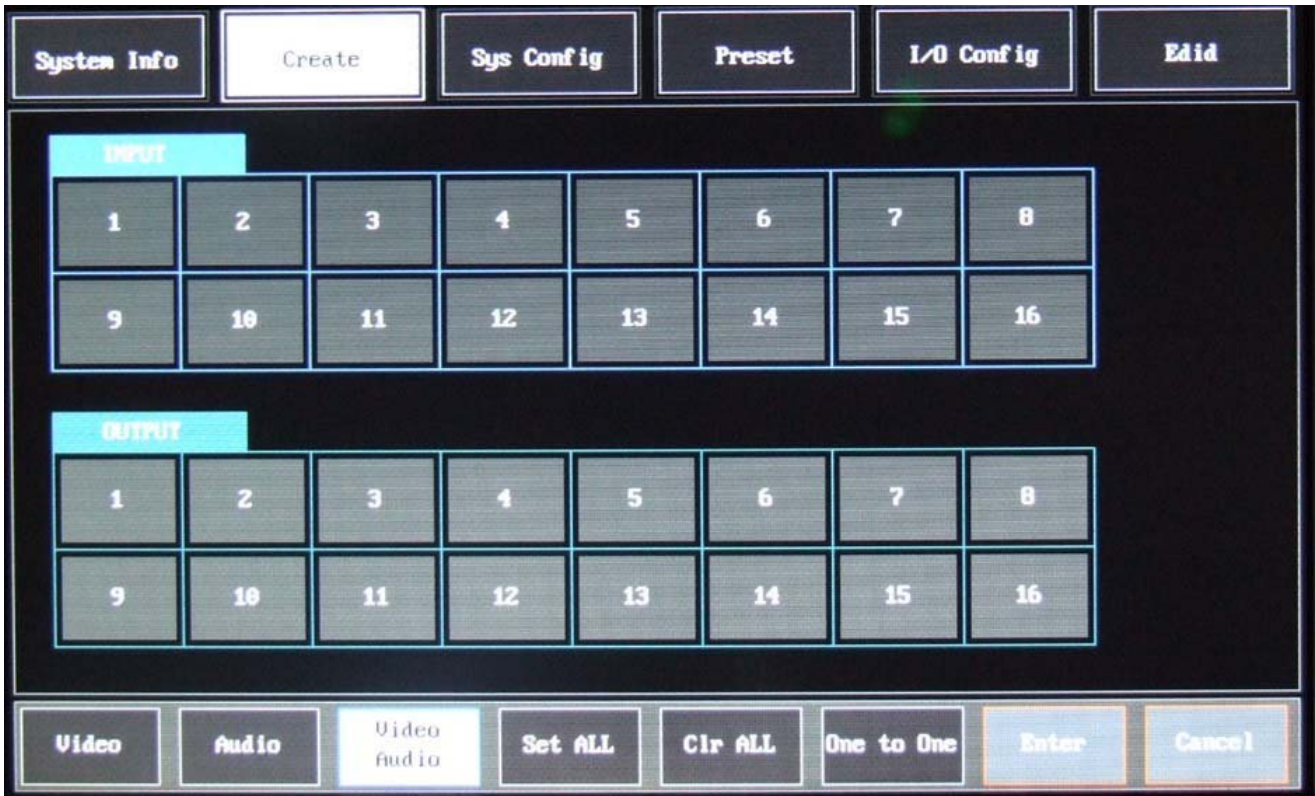 System Info Create Sys Config Preset I/O Config Edid
INPUT
1 2 3 4 5 6 7 8
9 10 11 12 13 14 15 16
OUTPUT
1 2 3 4 5 6 7 8
9 10 11 12 13 14 15 16
Video Audio Video Audio Set ALL Clr ALL One to One Enter Cancel